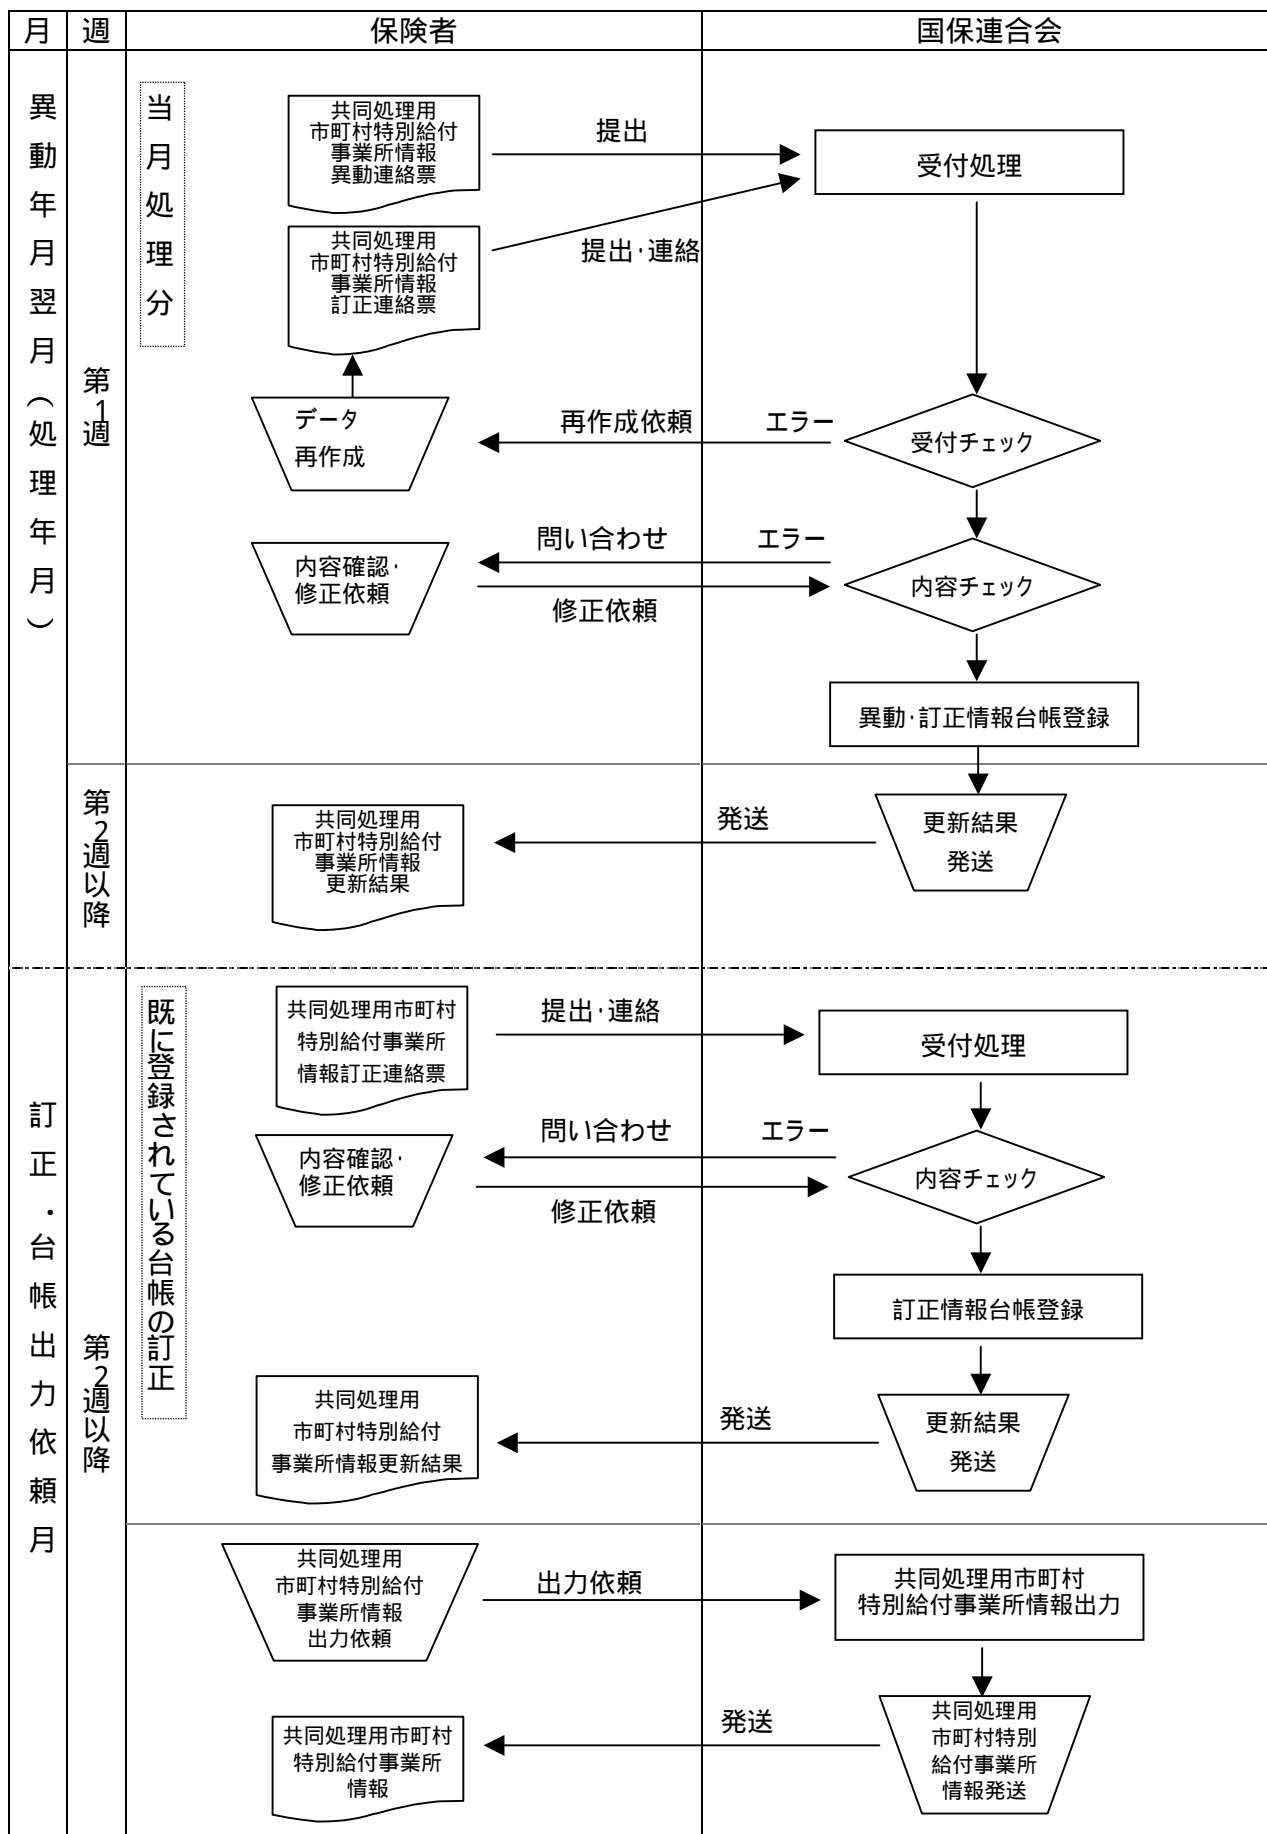 月 週 保険者 国保連合会
異動年月翌月（処理年月）
第1週
当月処理分
共同処理用
市町村特別給付
事業所情報
異動連絡票
提出
受付処理
共同処理用
市町村特別給付
事業所情報
訂正連絡票
提出・連絡
データ
再作成
再作成依頼
エラー
受付チェック
内容確認・
修正依頼
問い合わせ
エラー
修正依頼
内容チェック
異動・訂正情報台帳登録
第2週以降
共同処理用
市町村特別給付
事業所情報
更新結果
発送
更新結果
発送
訂正・台帳出力依頼月
第2週以降
既に登録されている台帳の訂正
共同処理用市町村
特別給付事業所
情報訂正連絡票
提出・連絡
受付処理
内容確認・
修正依頼
問い合わせ
エラー
修正依頼
内容チェック
訂正情報台帳登録
共同処理用
市町村特別給付
事業所情報更新結果
発送
更新結果
発送
共同処理用
市町村特別給付
事業所情報
出力依頼
出力依頼
共同処理用市町村
特別給付事業所情報出力
共同処理用市町村
特別給付事業所
情報
発送
共同処理用
市町村特別
給付事業所
情報発送